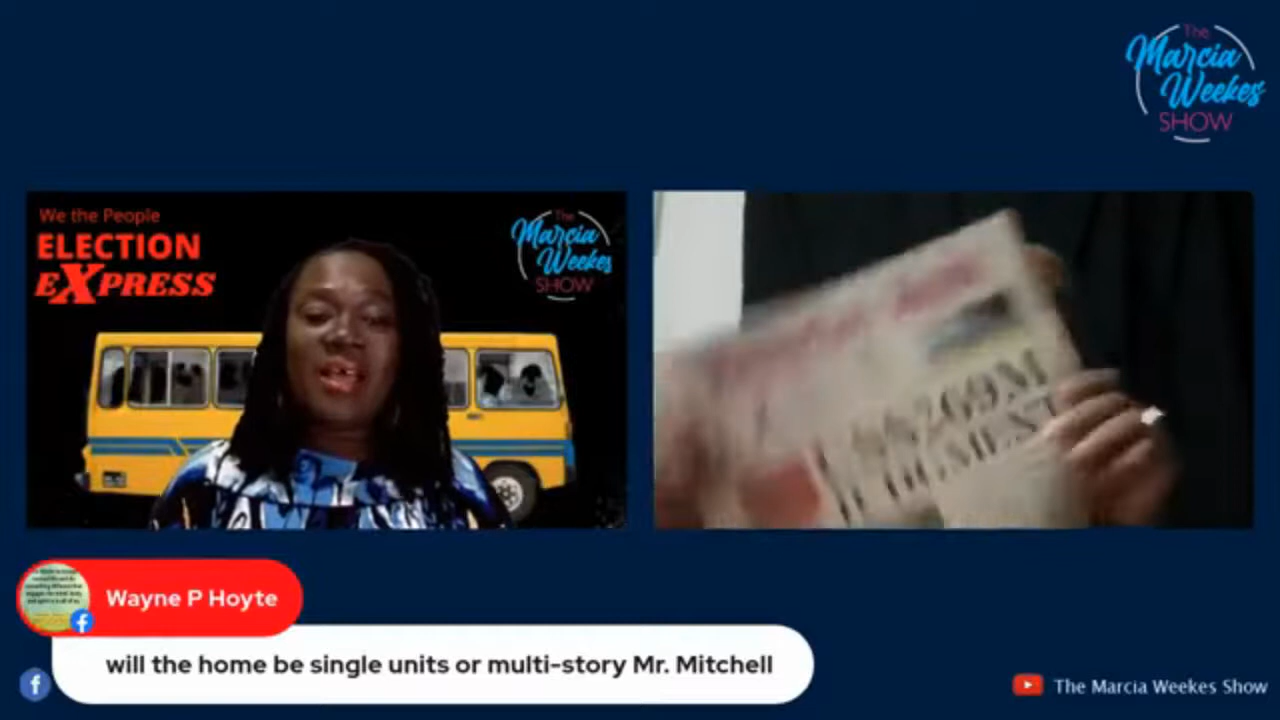 The
Marcia
Weekes
SHOW
We the People
ELECTION
eXPRESS
The
Marcia
Weekes
SHOW
Wayne P Hoyte
will the home be single units or multi-story Mr. Mitchell
The Marcia Weekes Show